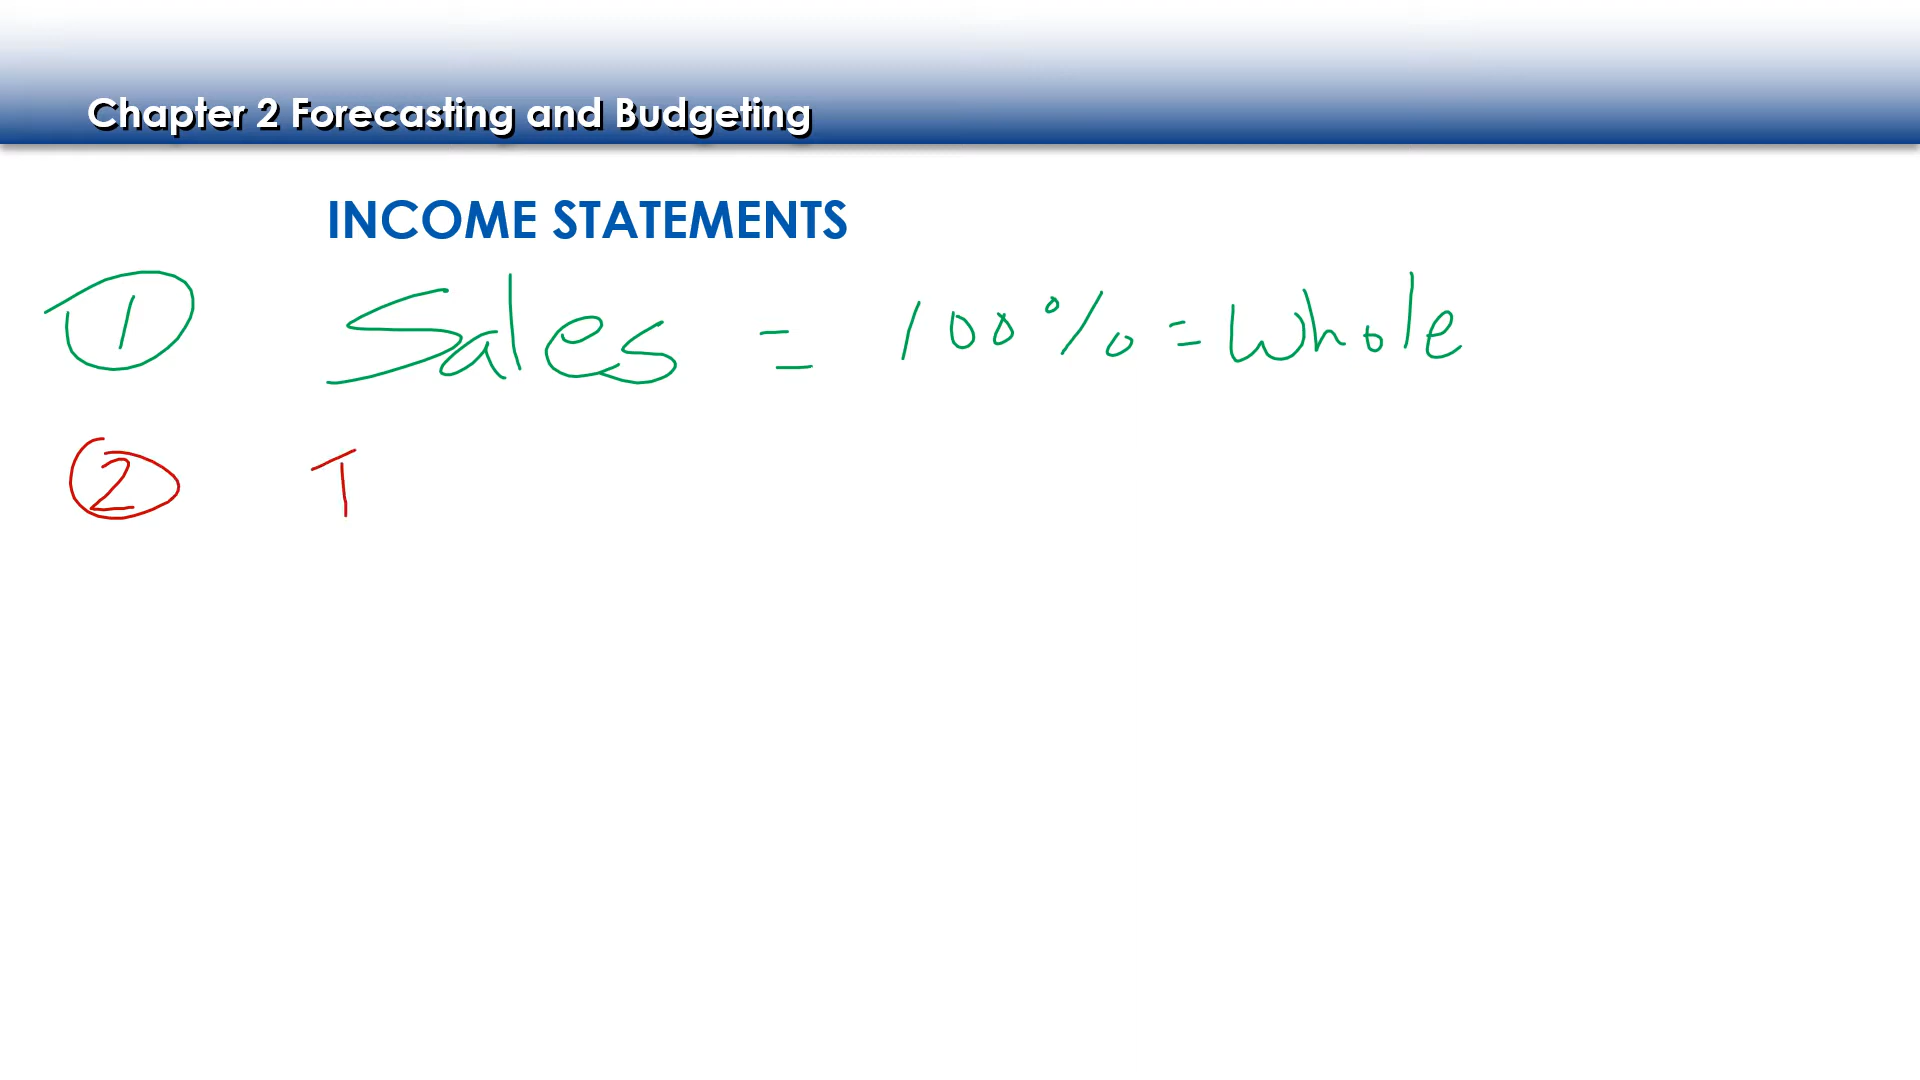 Chapter 2 Forecasting and Budgeting
INCOME STATEMENTS
1 Sales = 100% = Whole
2 T